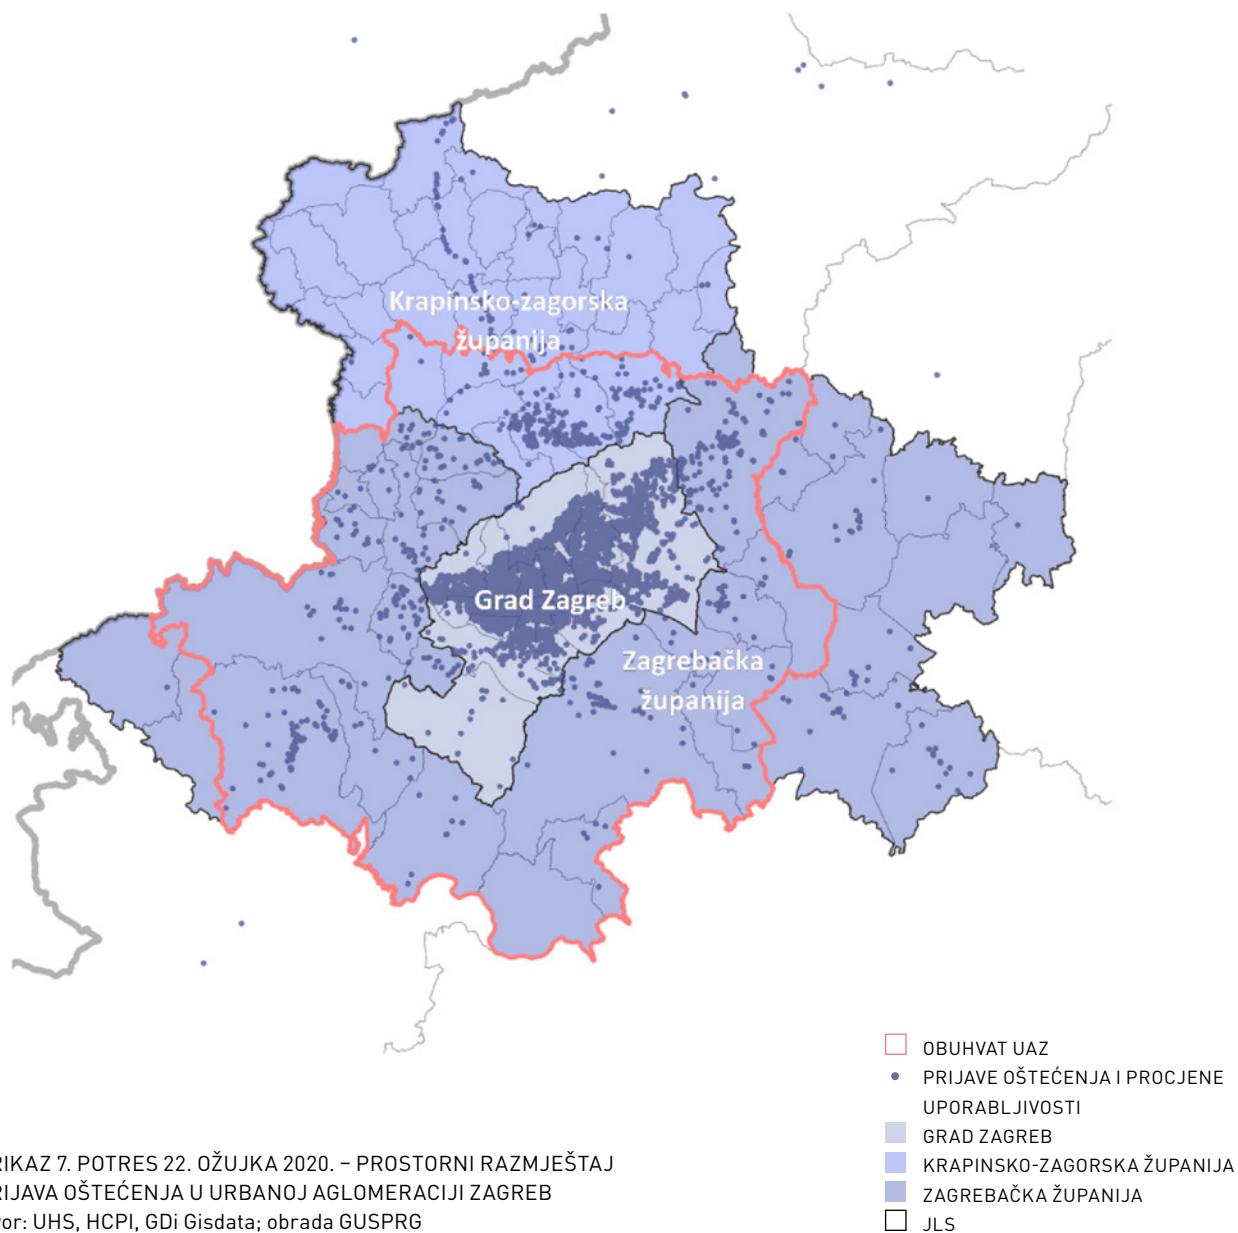 Krapinsko-zagorska
županija
Grad Zagreb
Zagrebačka
županija
OBUHVAT UAZ
PRIJAVE OŠTEĆENJA I PROCJENE
UPORABLJIVOSTI
GRAD ZAGREB
KRAPINSKO-ZAGORSKA ŽUPANIJA
ZAGREBAČKA ŽUPANIJA
JLS
RIKAZ 7. POTRES 22. OŽUJKA 2020. – PROSTORNI RAZMJEŠTAJ
RIJAVA OŠTEĆENJA U URBANOJ AGLOMERACIJI ZAGREB
vor: UHS, HCPI, GDi Gisdata; obrada GUSPRG